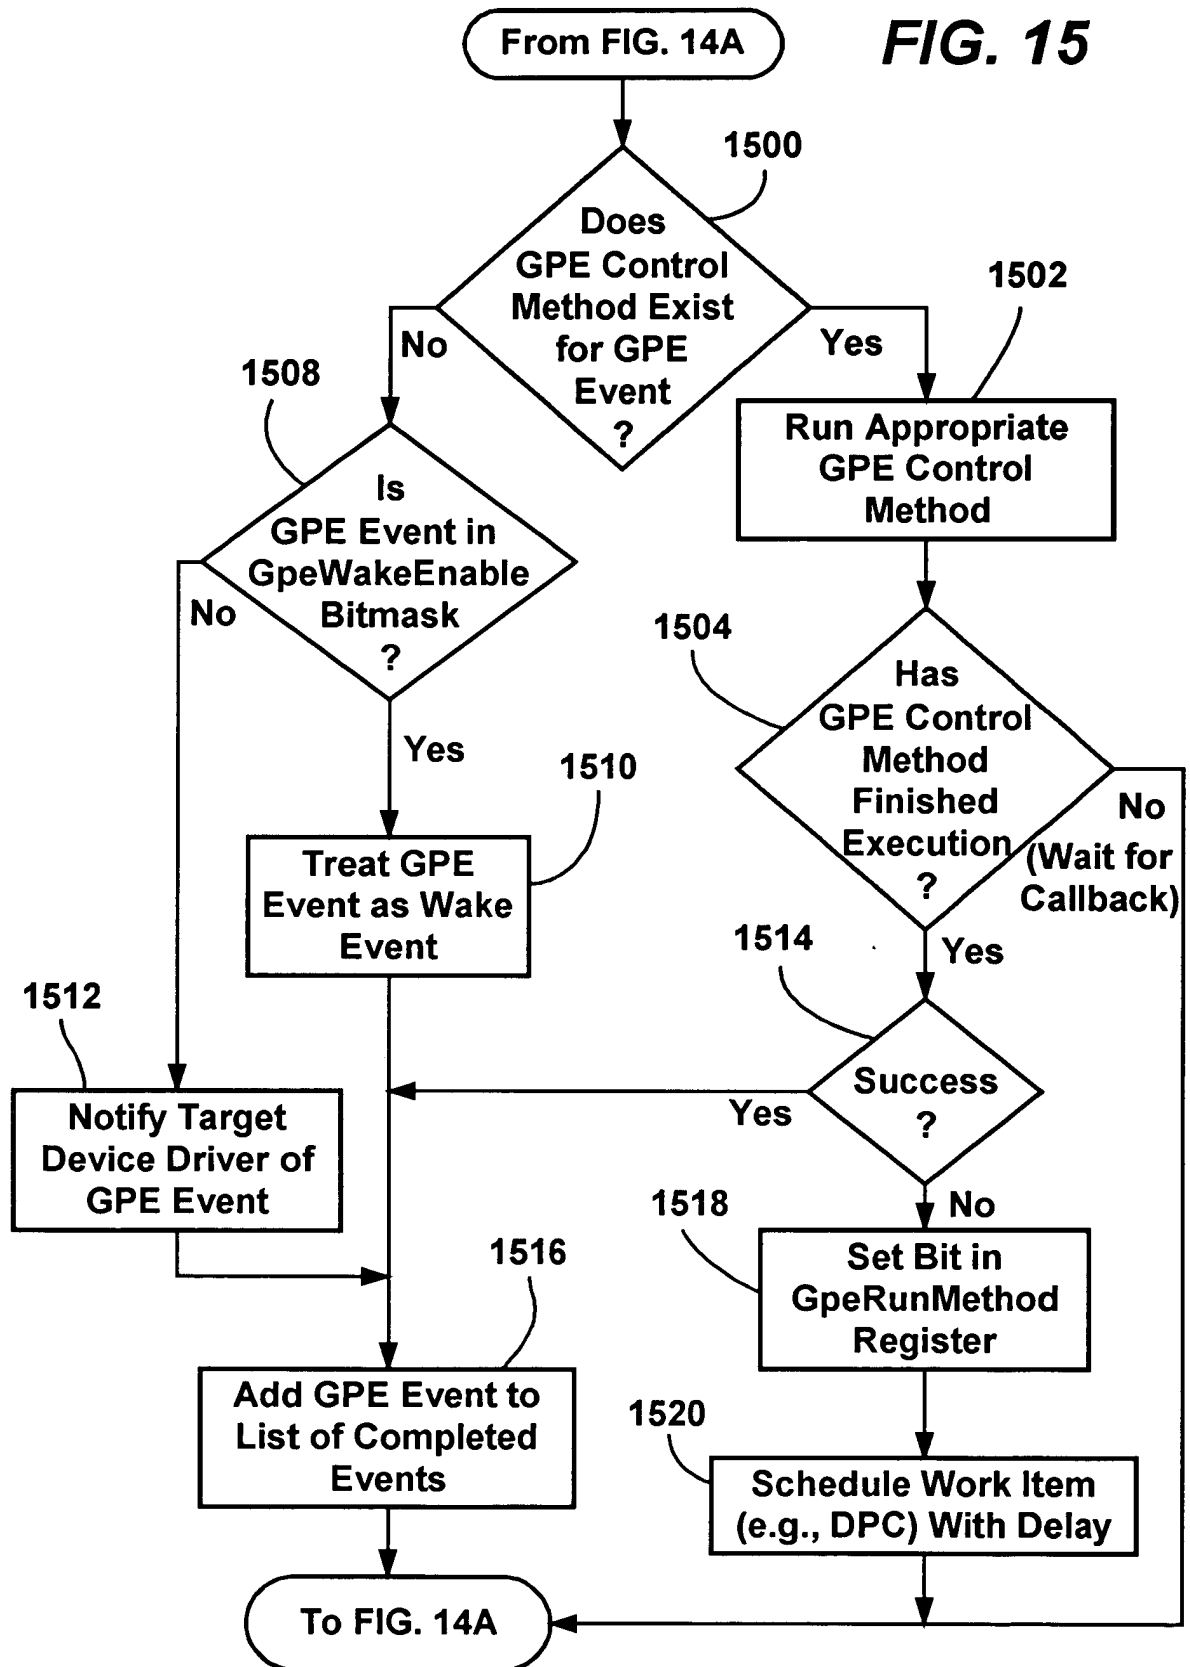 From FIG. 14A
FIG. 15
1500
Does
GPE Control
Method Exist
for GPE
Event
?
No
Yes
1502
Run Appropriate
GPE Control
Method
1508
Is
GPE Event in
GpeWakeEnable
Bitmask
?
No
Yes
1504
Has
GPE Control
Method
Finished
Execution
?
No
(Wait for
Callback)
Yes
1510
Treat GPE
Event as Wake
Event
1514
Success
?
Yes
No
1512
Notify Target
Device Driver of
GPE Event
1518
Set Bit in
GpeRunMethod
Register
1516
Add GPE Event to
List of Completed
Events
1520
Schedule Work Item
(e.g., DPC) With Delay
To FIG. 14A